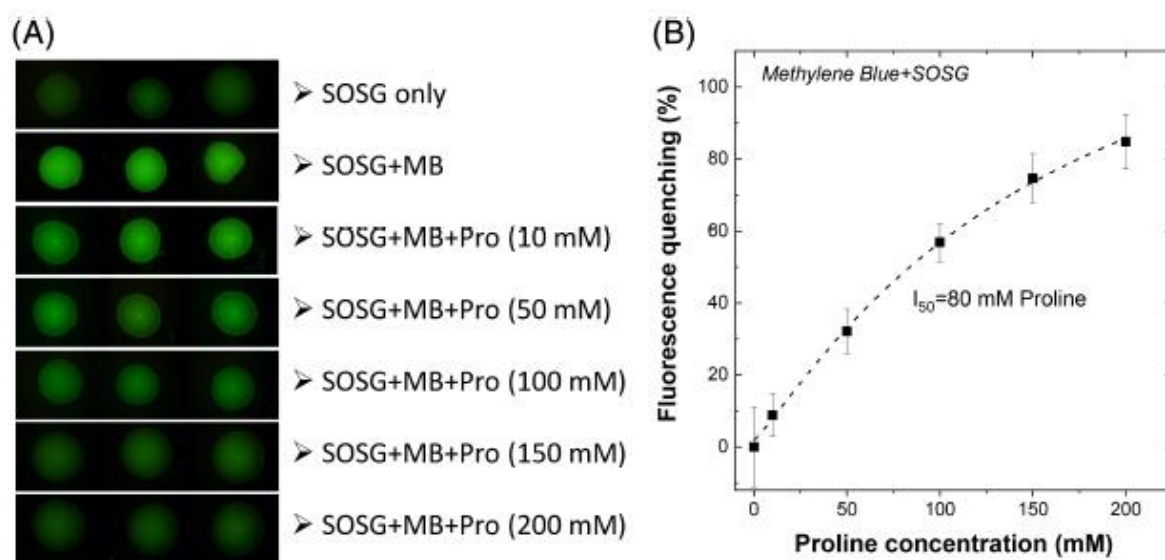 (A)
➤ SOSG only
➤ SOSG+MB
➤ SOSG+MB+Pro (10 mM)
➤ SOSG+MB+Pro (50 mM)
➤ SOSG+MB+Pro (100 mM)
➤ SOSG+MB+Pro (150 mM)
➤ SOSG+MB+Pro (200 mM)
(B)
Methylene Blue+SOSG
Fluorescence quenching (%)
100
80
60
40
20
0
I₅₀=80 mM Proline
0 50 100 150 200
Proline concentration (mM)